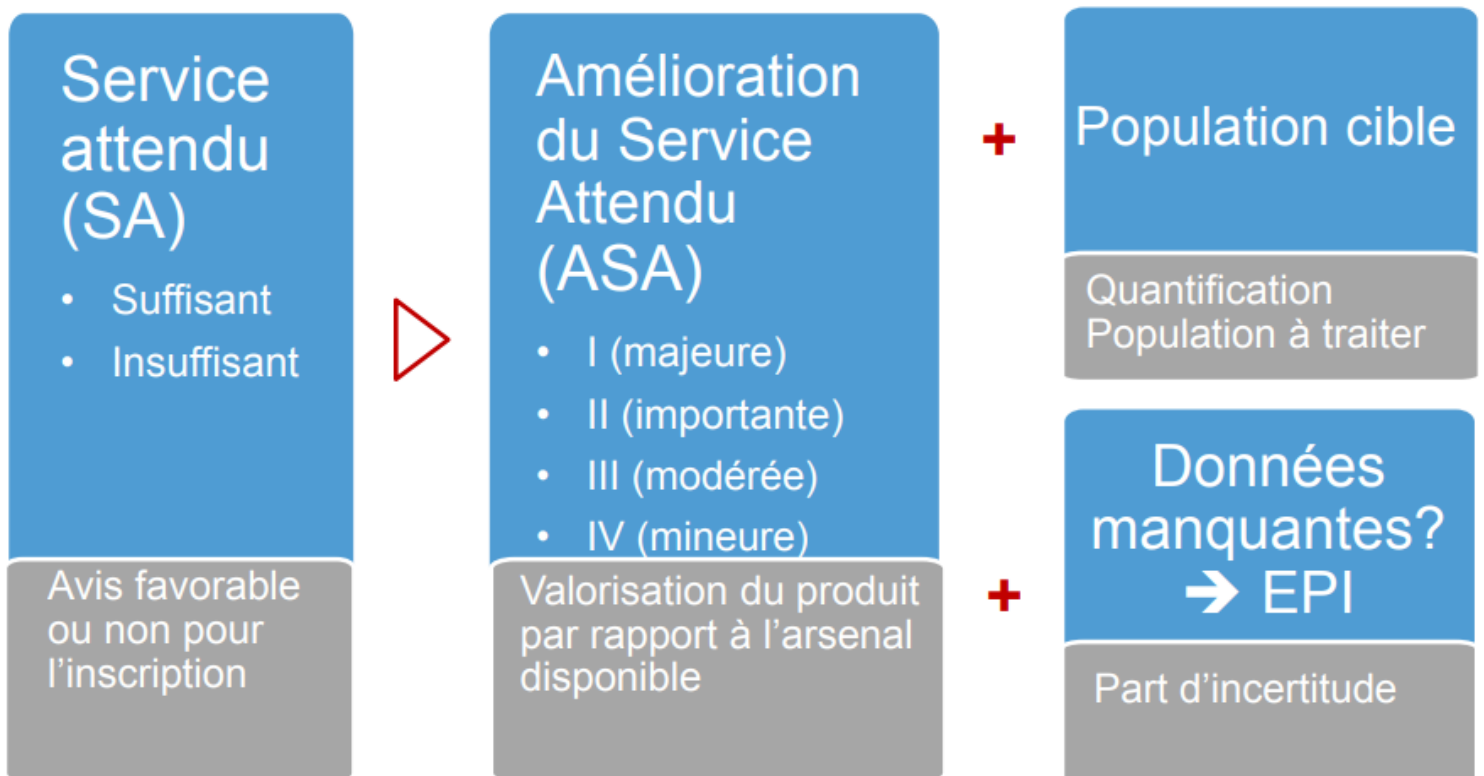 Service
attendu
(SA)
• Suffisant
• Insuffisant
Avis favorable
ou non pour
l'inscription
Amélioration
du Service
Attendu
(ASA)
• I (majeure)
• II (importante)
• III (modérée)
• IV (mineure)
Valorisation du produit
par rapport à l'arsenal
disponible
+
Population cible
Quantification
Population à traiter
+
Données
manquantes?
➔ EPI
Part d'incertitude